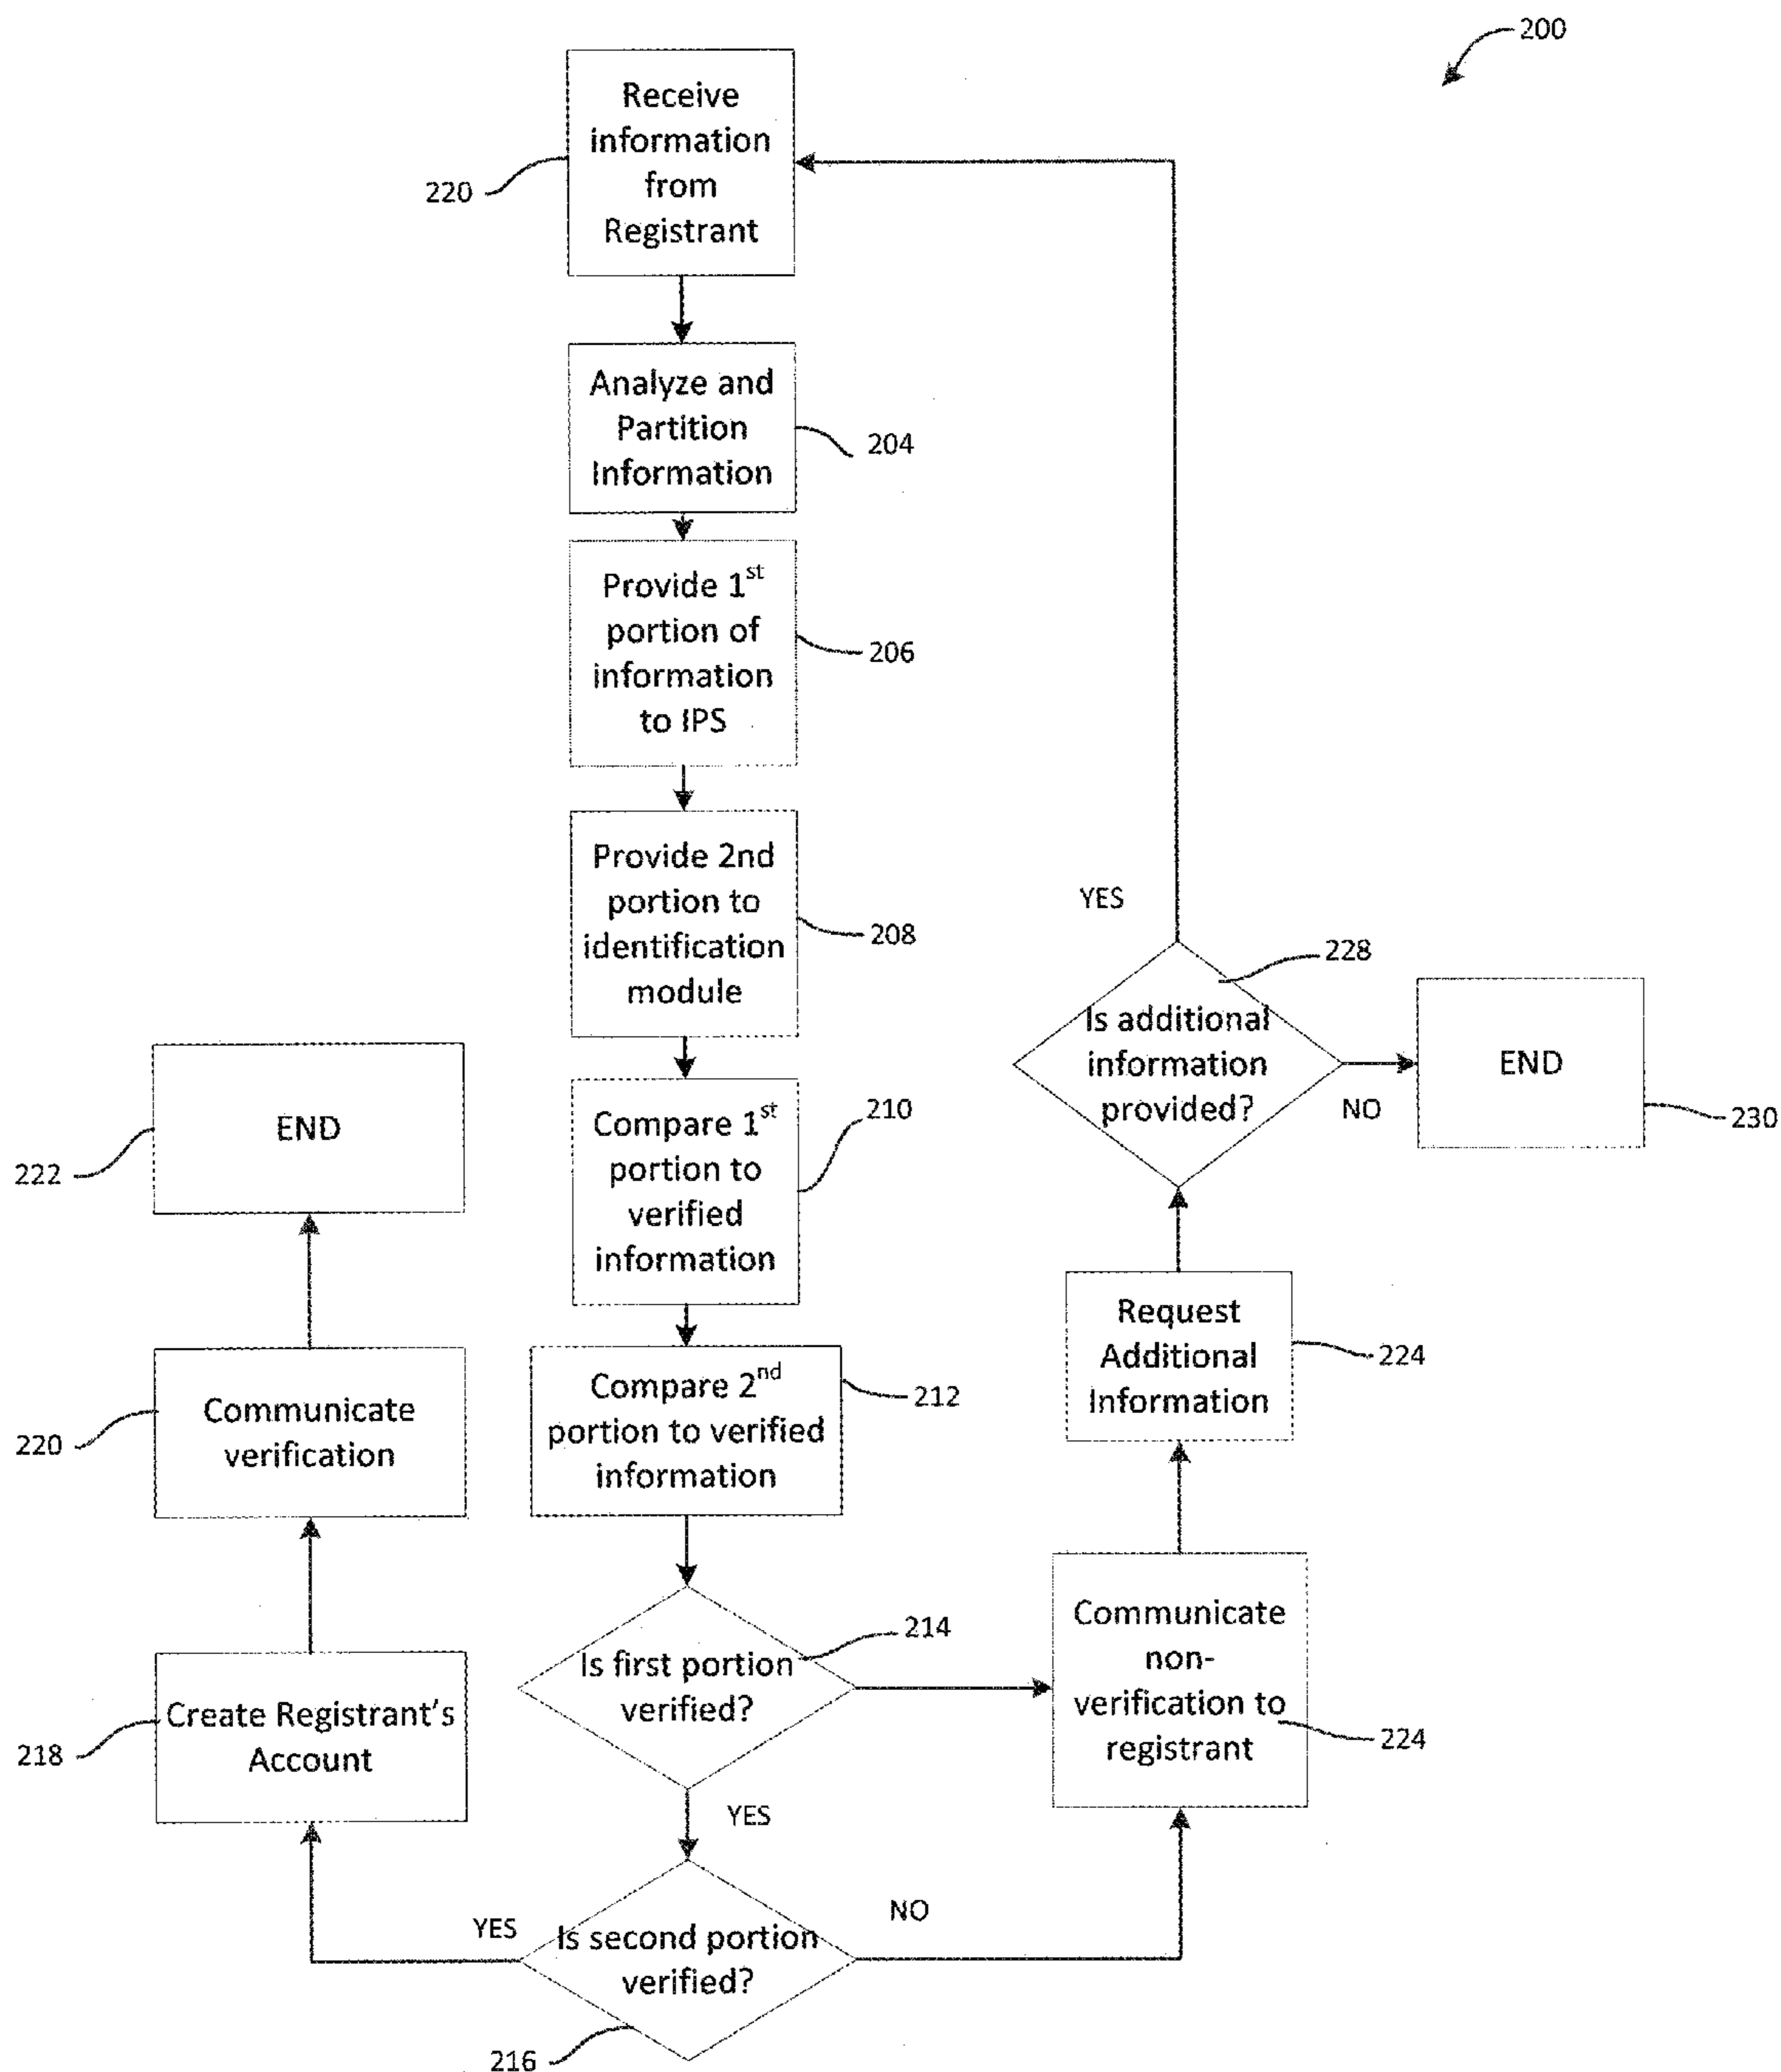 200
Receive
information
from
Registrant
220
Analyze and
Partition
Information
204
Provide 1st
portion of
information
to IPS
206
Provide 2nd
portion to
identification
module
208
Compare 1st
portion to
verified
information
210
Compare 2nd
portion to verified
information
212
Is first portion
verified?
214
YES
Is second portion
verified?
216
YES
NO
Create Registrant's
Account
218
Communicate
verification
220
END
222
Communicate
non-
verification to
registrant
224
Request
Additional
Information
224
Is additional
information
provided?
228
YES
NO
END
230